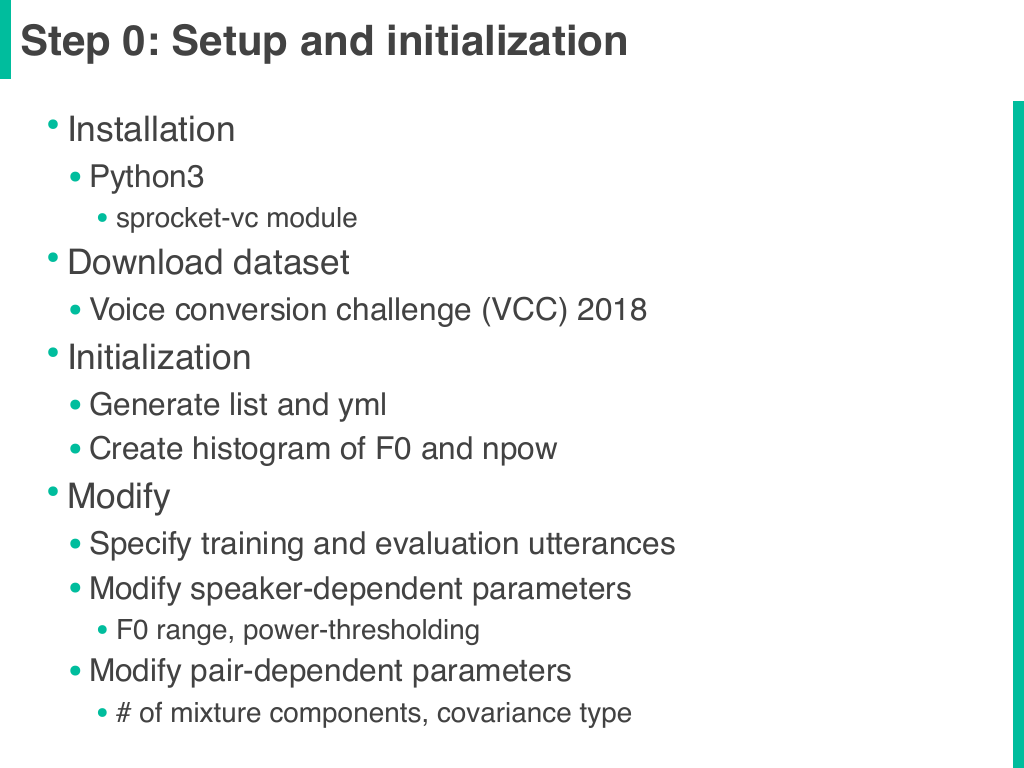 Step 0: Setup and initialization
• Installation
• Python3
• sprocket-vc module
• Download dataset
• Voice conversion challenge (VCC) 2018
• Initialization
• Generate list and yml
• Create histogram of F0 and npow
• Modify
• Specify training and evaluation utterances
• Modify speaker-dependent parameters
• F0 range, power-thresholding
• Modify pair-dependent parameters
• # of mixture components, covariance type